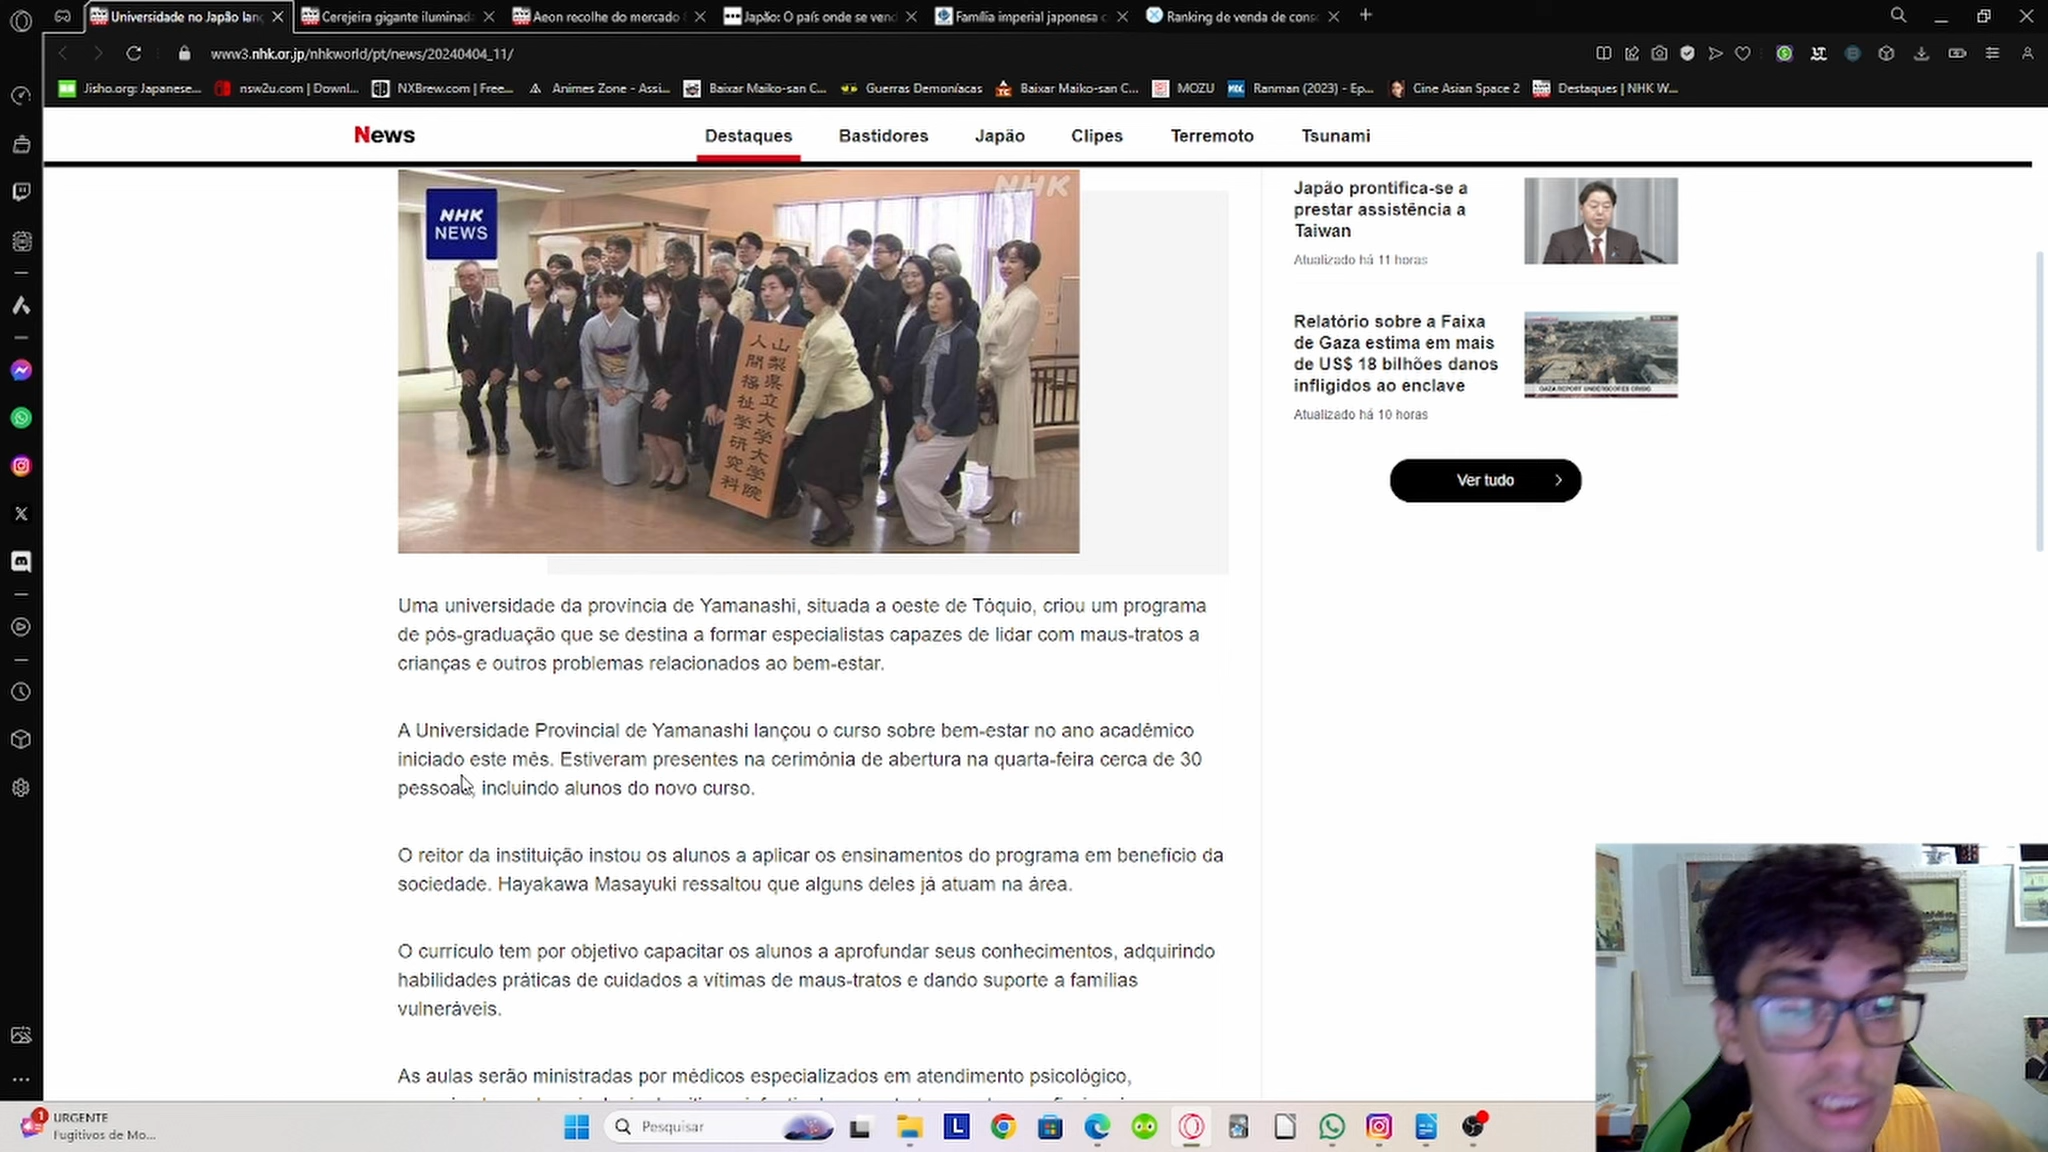 Universidade no Japão lanç
Cerejeira gigante iluminada
Aeon recolhe do mercado
Japão: O país onde se vend
Família imperial japonesa c
Ranking de venda de cons
www3.nhk.or.jp/nhkworld/pt/news/20240404_11/
Jisho.org: Japanese...
nsw2u.com | Downl...
NXBrew.com | Free...
Animes Zone - Assi...
Baixar Maiko-san C...
Guerras Demoníacas
Baixar Maiko-san C...
MOZU
Ranman (2023) - Ep...
Cine Asian Space 2
Destaques | NHK W...
News
Destaques
Bastidores
Japão
Clipes
Terremoto
Tsunami
NHK
NEWS
NHK
山梨県立大学大学院
人間福祉学研究科
Japão prontifica-se a
prestar assistência a
Taiwan
Atualizado há 11 horas
Relatório sobre a Faixa
de Gaza estima em mais
de US$ 18 bilhões danos
infligidos ao enclave
GAZA REPORT UNDERSCORES CRISIS
Atualizado há 10 horas
Ver tudo
Uma universidade da província de Yamanashi, situada a oeste de Tóquio, criou um programa
de pós-graduação que se destina a formar especialistas capazes de lidar com maus-tratos a
crianças e outros problemas relacionados ao bem-estar.
A Universidade Provincial de Yamanashi lançou o curso sobre bem-estar no ano acadêmico
iniciado este mês. Estiveram presentes na cerimônia de abertura na quarta-feira cerca de 30
pessoas, incluindo alunos do novo curso.
O reitor da instituição instou os alunos a aplicar os ensinamentos do programa em benefício da
sociedade. Hayakawa Masayuki ressaltou que alguns deles já atuam na área.
O currículo tem por objetivo capacitar os alunos a aprofundar seus conhecimentos, adquirindo
habilidades práticas de cuidados a vítimas de maus-tratos e dando suporte a famílias
vulneráveis.
As aulas serão ministradas por médicos especializados em atendimento psicológico,
1
URGENTE
Fugitivos de Mo...
Pesquisar